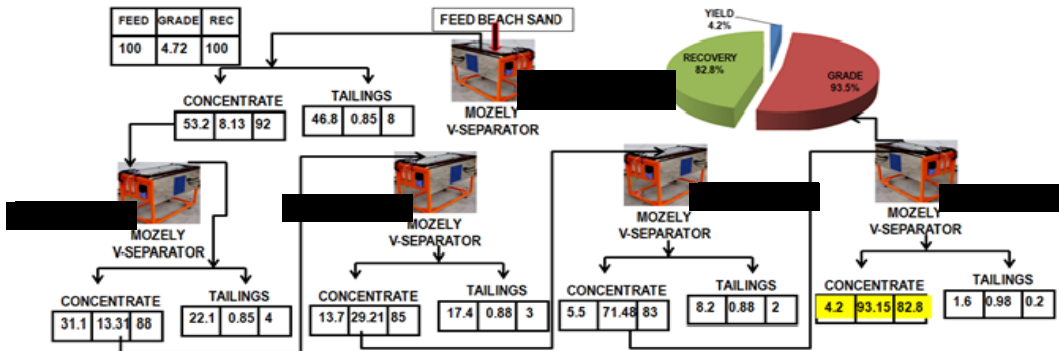 FEED GRADE REC
100 4.72 100
FEED BEACH SAND
CONCENTRATE
53.2 8.13 92
TAILINGS
46.8 0.85 8
MOZELY
V-SEPARATOR
YIELD
4.2%
RECOVERY
82.8%
GRADE
93.5%
MOZELY
V-SEPARATOR
CONCENTRATE
31.1 13.31 88
TAILINGS
22.1 0.85 4
MOZELY
V-SEPARATOR
CONCENTRATE
13.7 29.21 85
TAILINGS
17.4 0.88 3
MOZELY
V-SEPARATOR
CONCENTRATE
5.5 71.48 83
TAILINGS
8.2 0.88 2
MOZELY
V-SEPARATOR
CONCENTRATE
4.2 93.15 82.8
TAILINGS
1.6 0.98 0.2